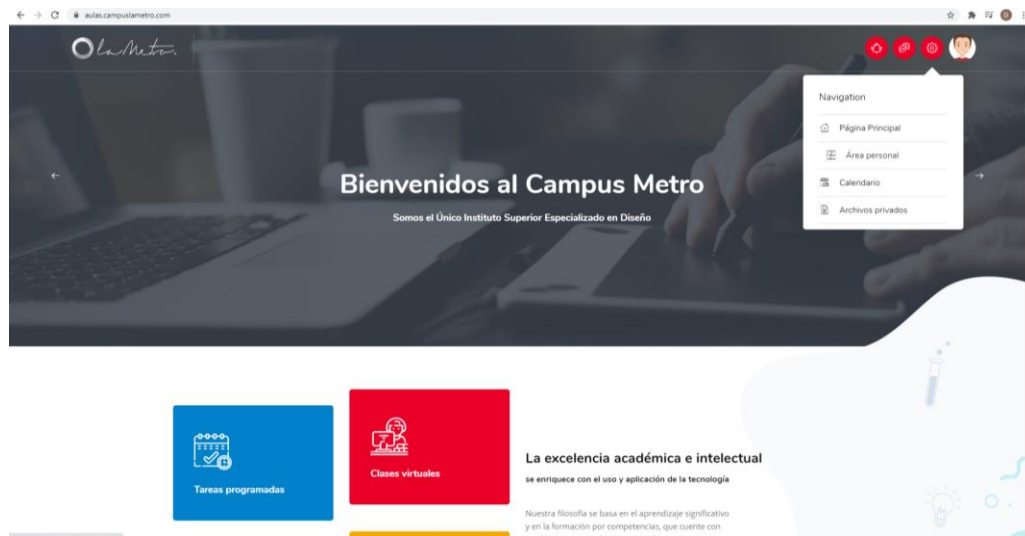 aulas.campuslametro.com
la Metro.
Navigation
Página Principal
Área personal
Calendario
Archivos privados
Bienvenidos al Campus Metro
Somos el Único Instituto Superior Especializado en Diseño
Tareas programadas
Clases virtuales
La excelencia académica e intelectual
se enriquece con el uso y aplicación de la tecnología
Nuestra filosofía se basa en el aprendizaje significativo
y en la formación por competencias, que cuente con